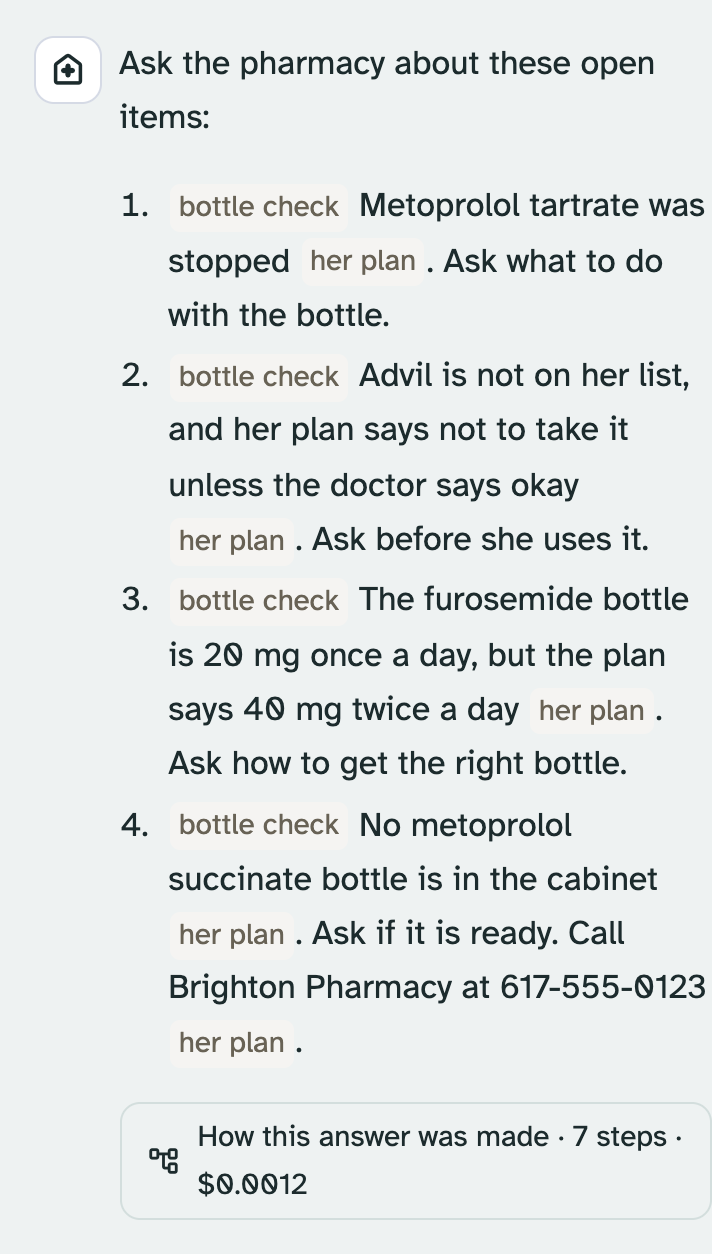 Ask the pharmacy about these open
items:
1. bottle check Metoprolol tartrate was
stopped her plan . Ask what to do
with the bottle.
2. bottle check Advil is not on her list,
and her plan says not to take it
unless the doctor says okay
her plan . Ask before she uses it.
3. bottle check The furosemide bottle
is 20 mg once a day, but the plan
says 40 mg twice a day her plan .
Ask how to get the right bottle.
4. bottle check No metoprolol
succinate bottle is in the cabinet
her plan . Ask if it is ready. Call
Brighton Pharmacy at 617-555-0123
her plan .
How this answer was made · 7 steps ·
$0.0012